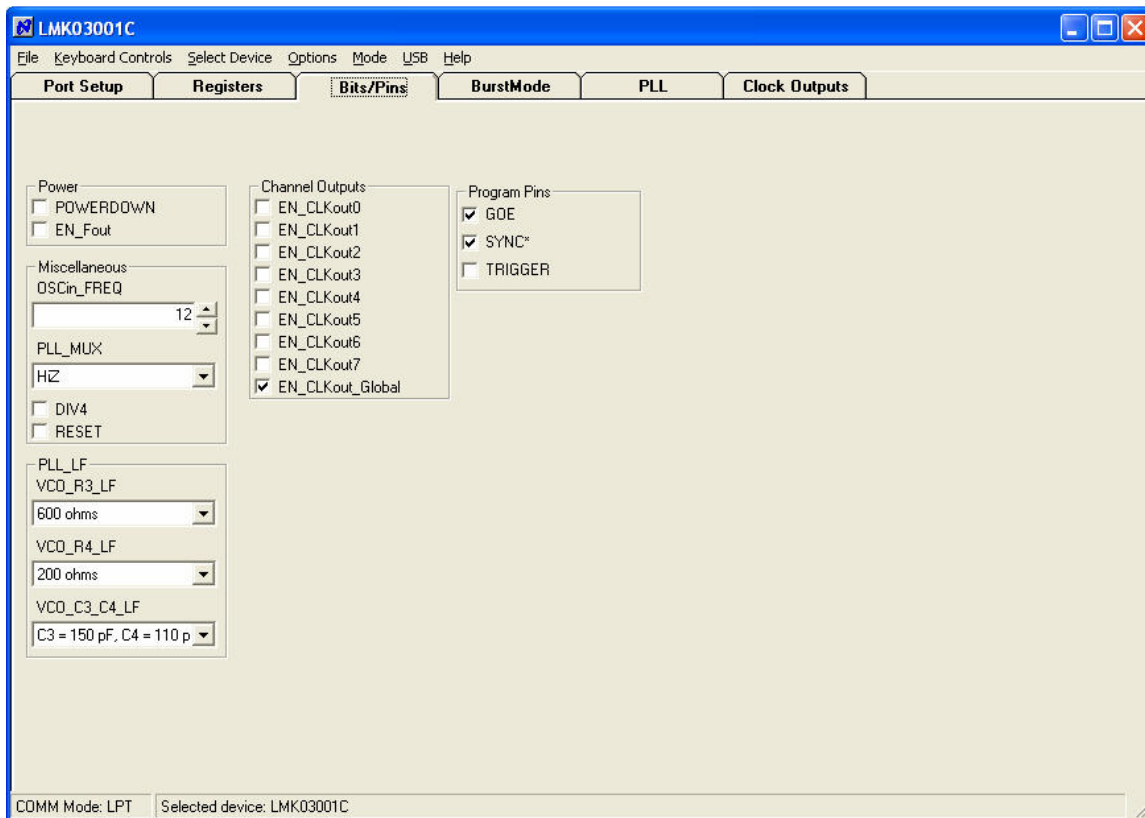 LMK03001C
File Keyboard Controls Select Device Options Mode USB Help
Port Setup Registers Bits/Pins BurstMode PLL Clock Outputs
Power
POWERDOWN
EN_Fout
Miscellaneous
OSCin_FREQ
12
PLL_MUX
HiZ
DIV4
RESET
PLL_LF
VCO_R3_LF
600 ohms
VCO_R4_LF
200 ohms
VCO_C3_C4_LF
C3 = 150 pF, C4 = 110 p
Channel Outputs
EN_CLKout0
EN_CLKout1
EN_CLKout2
EN_CLKout3
EN_CLKout4
EN_CLKout5
EN_CLKout6
EN_CLKout7
EN_CLKout_Global
Program Pins
GOE
SYNC*
TRIGGER
COMM Mode: LPT Selected device: LMK03001C